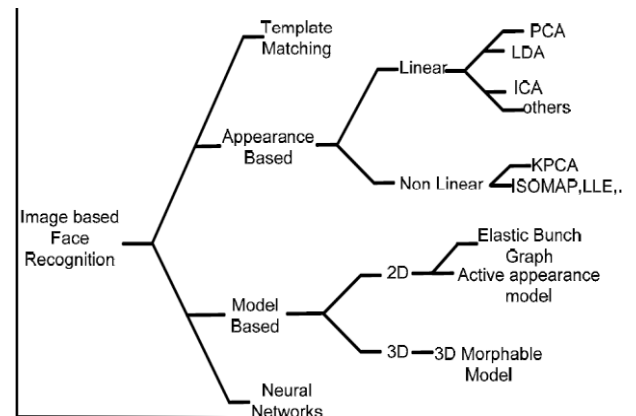 Template
Matching
PCA
LDA
Linear
ICA
others
Appearance
Based
KPCA
Non Linear
ISOMAP,LLE,.
Image based
Face
Recognition
Elastic Bunch
Graph
2D
Active appearance
model
Model
Based
3D
3D Morphable
Model
Neural
Networks